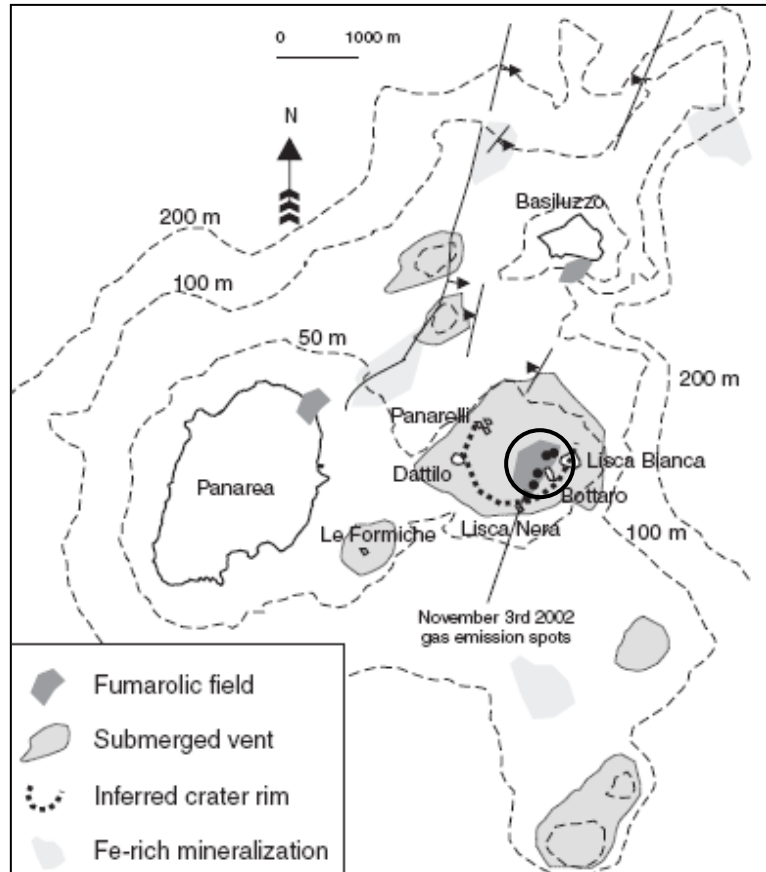 0 1000 m
N
Basiluzzo
200 m
100 m
50 m
200 m
Panarelli
Dattilo
Lisca Bianca
Panarea
Bottaro
Le Formiche
Lisca Nera
100 m
November 3rd 2002
gas emission spots
Fumarolic field
Submerged vent
Inferred crater rim
Fe-rich mineralization